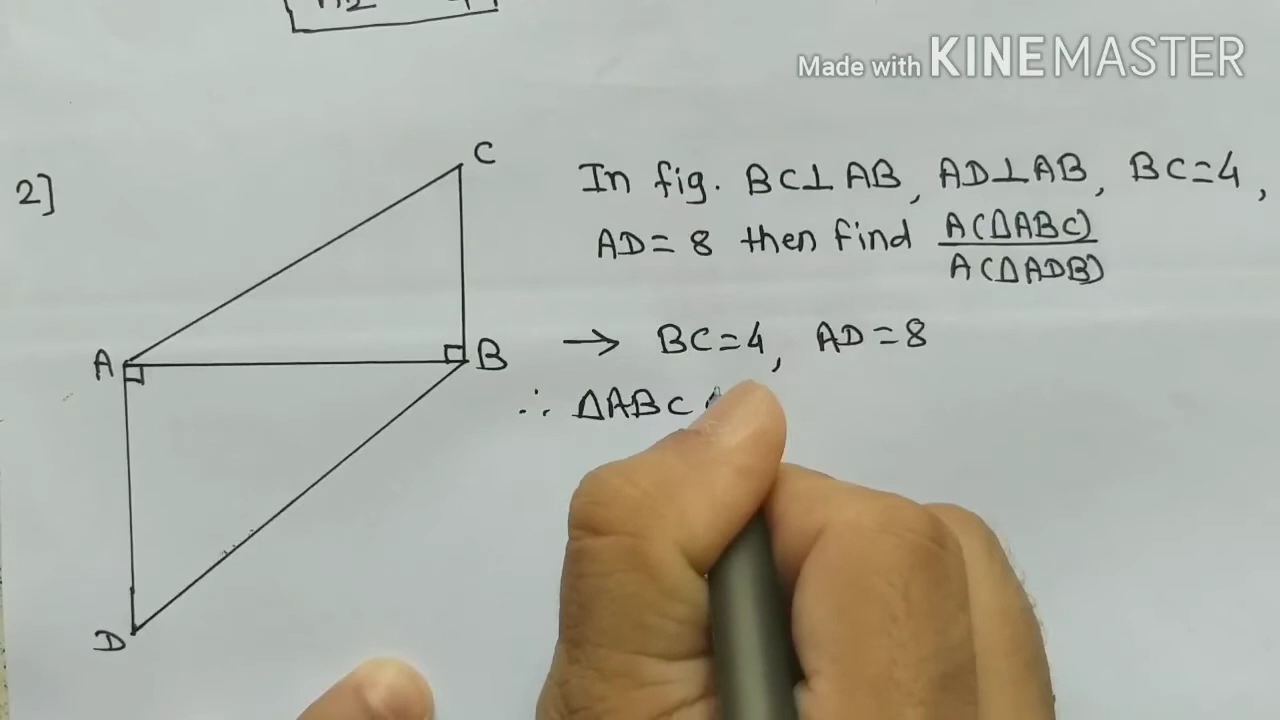 Made with KINEMASTER
2]
C
In fig. BC⊥AB, AD⊥AB, BC=4,
AD=8 then find A(ΔABC)
A(ΔADB)
A
B
→ BC=4, AD=8
∴ ΔABC
D